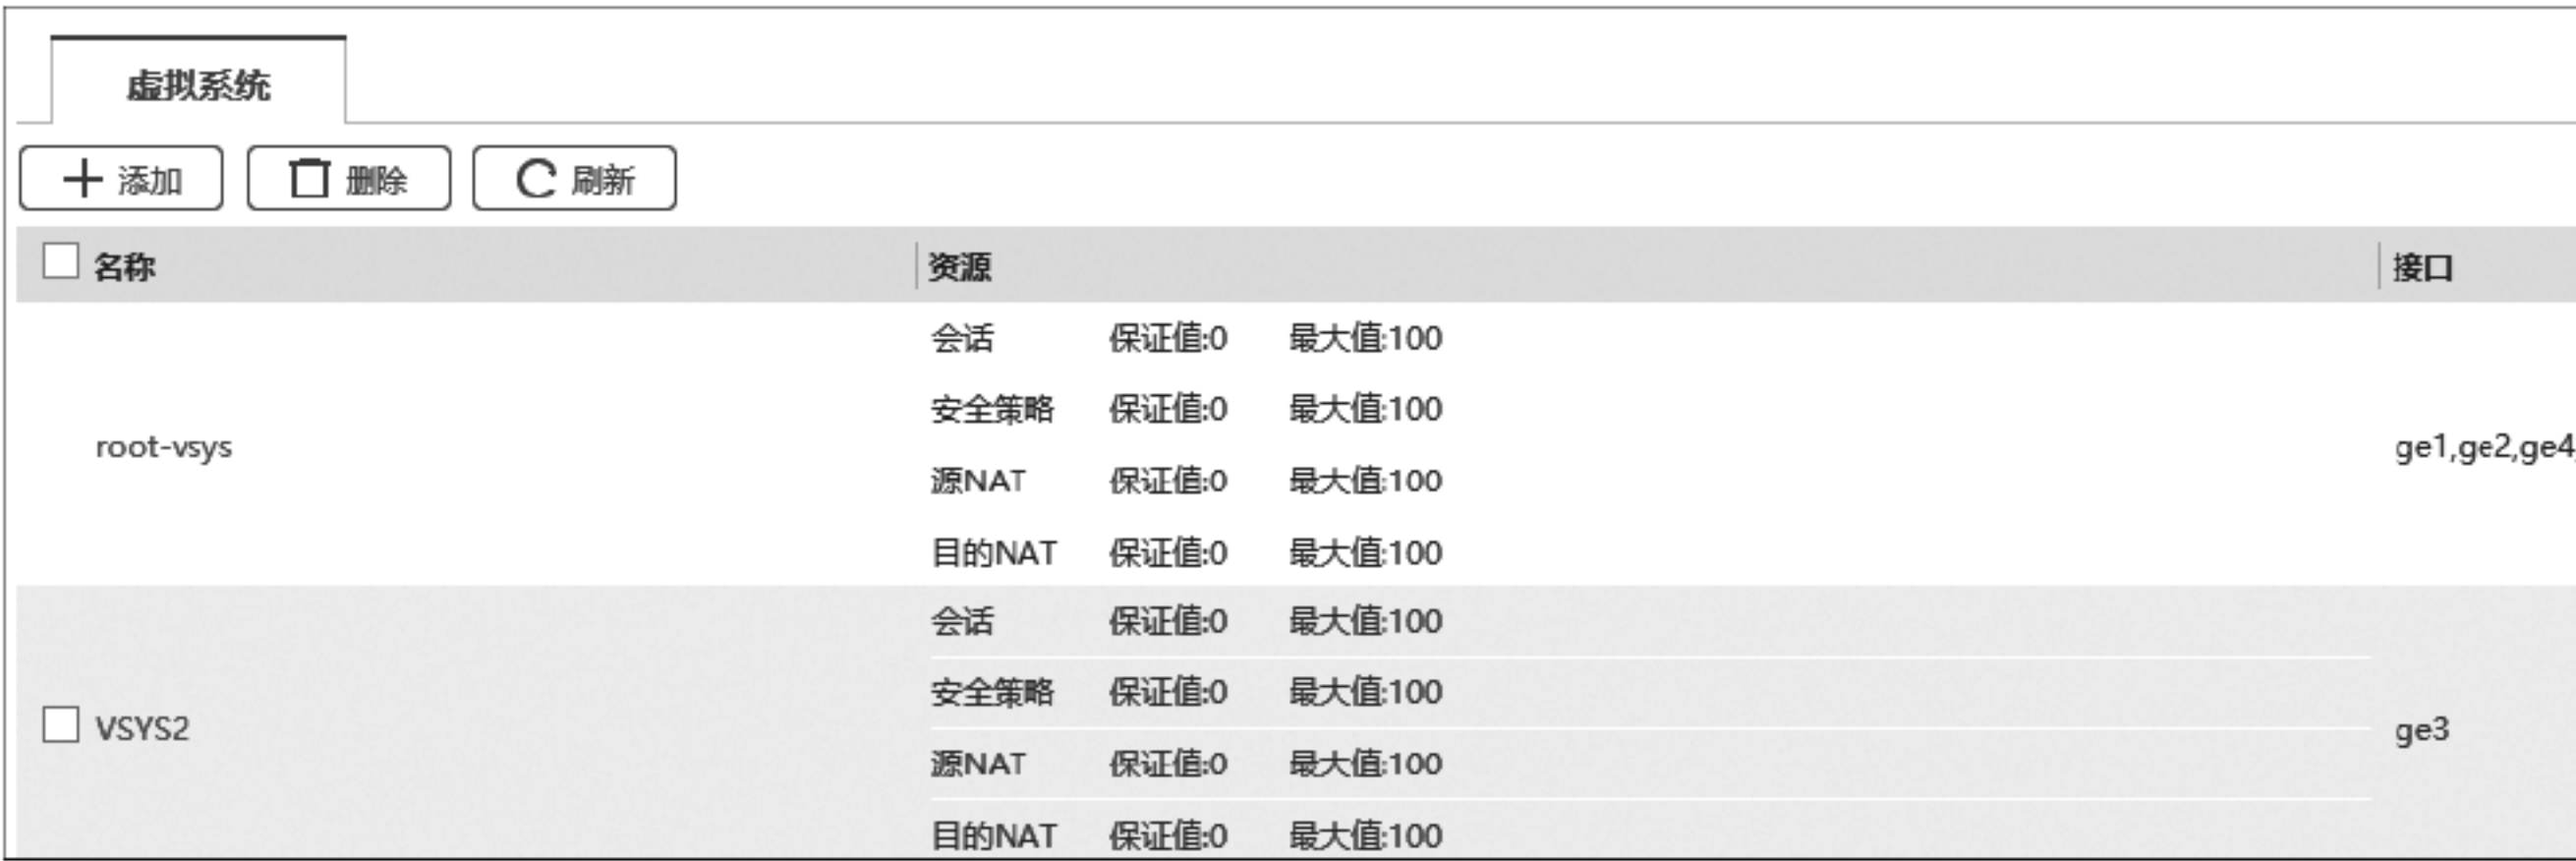 虚拟系统
添加 删除 刷新
名称 资源 接口
会话 保证值:0 最大值:100
安全策略 保证值:0 最大值:100
root-vsys ge1,ge2,ge4,
源NAT 保证值:0 最大值:100
目的NAT 保证值:0 最大值:100
会话 保证值:0 最大值:100
安全策略 保证值:0 最大值:100
VSYS2 ge3
源NAT 保证值:0 最大值:100
目的NAT 保证值:0 最大值:100